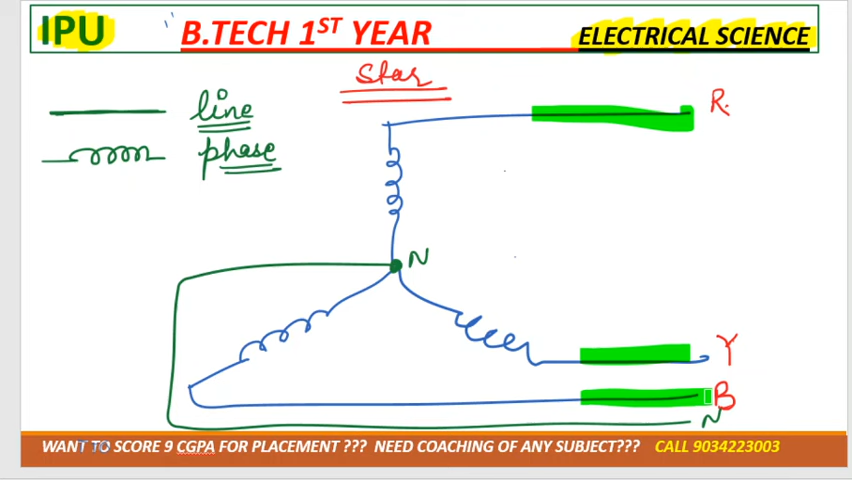 IPU B.TECH 1ST YEAR ELECTRICAL SCIENCE
Star
line
phase
R.
N
Y
B
N
WANT TO SCORE 9 CGPA FOR PLACEMENT ??? NEED COACHING OF ANY SUBJECT??? CALL 9034223003